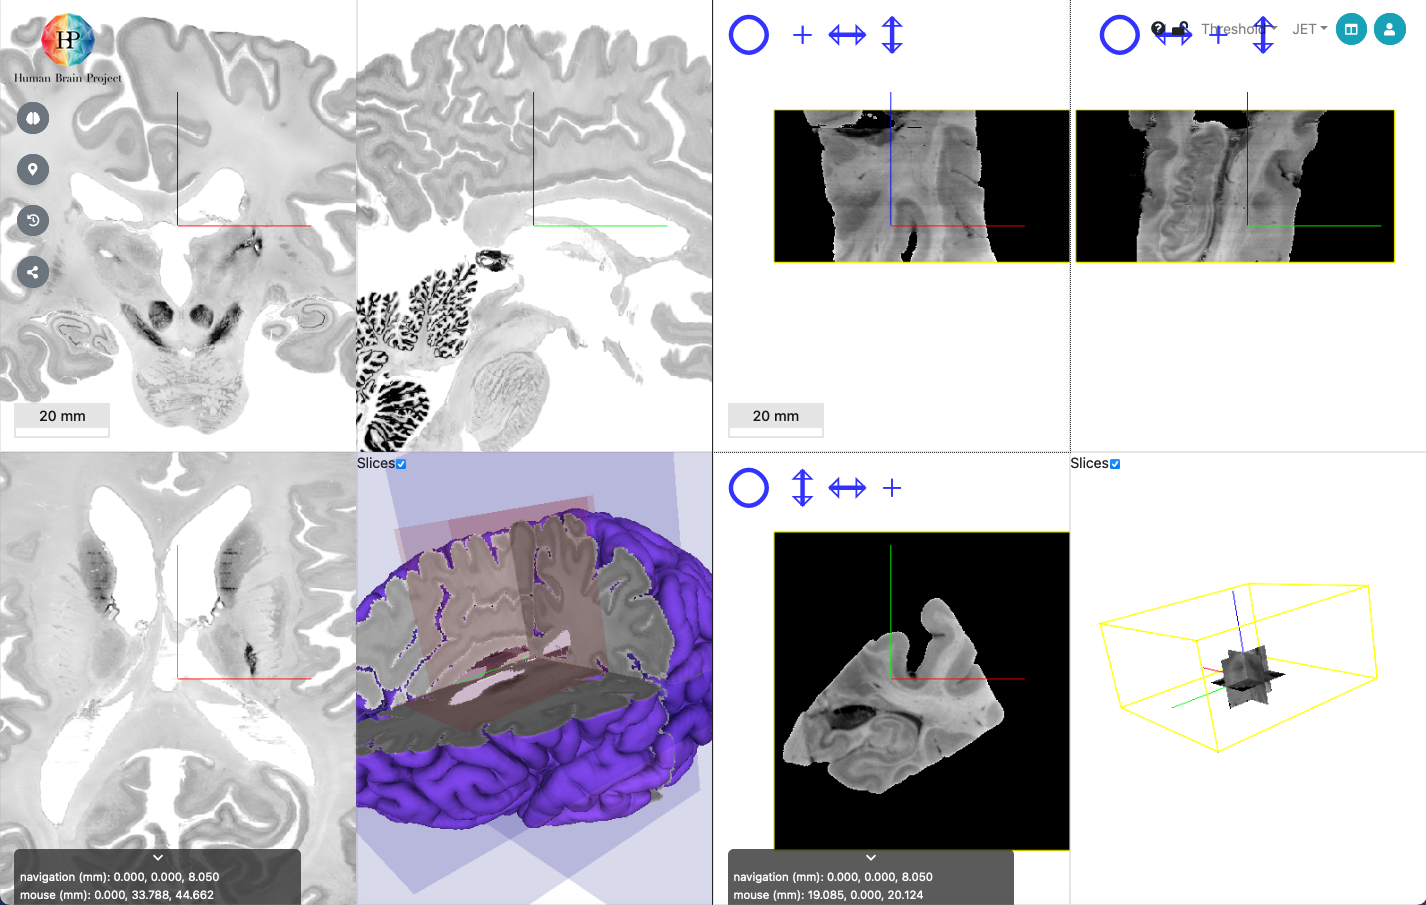 HP
Human Brain Project
Threshold
JET
20 mm
20 mm
Slices
Slices
navigation (mm): 0.000, 0.000, 8.050
mouse (mm): 0.000, 33.788, 44.662
navigation (mm): 0.000, 0.000, 8.050
mouse (mm): 19.085, 0.000, 20.124